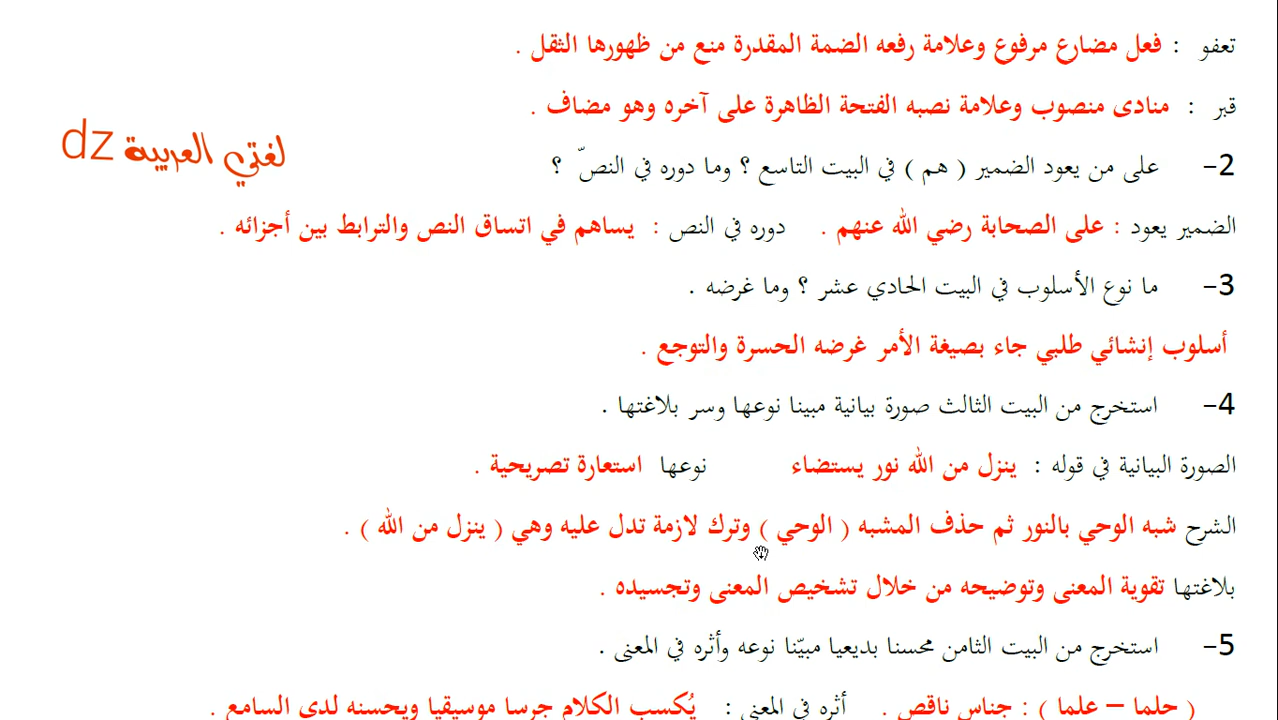 تعفو : فعل مضارع مرفوع وعلامة رفعه الضمة المقدرة منع من ظهورها الثقل .
قبر : منادى منصوب وعلامة نصبه الفتحة الظاهرة على آخره وهو مضاف .
لغتي العربية dz
2- على من يعود الضمير ( هم ) في البيت التاسع ؟ وما دوره في النصّ ؟
الضمير يعود : على الصحابة رضي الله عنهم . دوره في النص : يساهم في اتساق النص والترابط بين أجزائه .
3- ما نوع الأسلوب في البيت الحادي عشر ؟ وما غرضه .
أسلوب إنشائي طلبي جاء بصيغة الأمر غرضه الحسرة والتوجع .
4- استخرج من البيت الثالث صورة بيانية مبينا نوعها وسر بلاغتها .
الصورة البيانية في قوله : ينزل من الله نور يستضاء نوعها استعارة تصريحية .
الشرح شبه الوحي بالنور ثم حذف المشبه ( الوحي ) وترك لازمة تدل عليه وهي ( ينزل من الله ) .
بلاغتها تقوية المعنى وتوضيحه من خلال تشخيص المعنى وتجسيده .
5- استخرج من البيت الثامن محسنا بديعيا مبيّنا نوعه وأثره في المعنى .
( حلما – علما ) : جناس ناقص . أثره في المعنى : يُكسب الكلام جرسا موسيقيا ويحسنه لدى السامع .